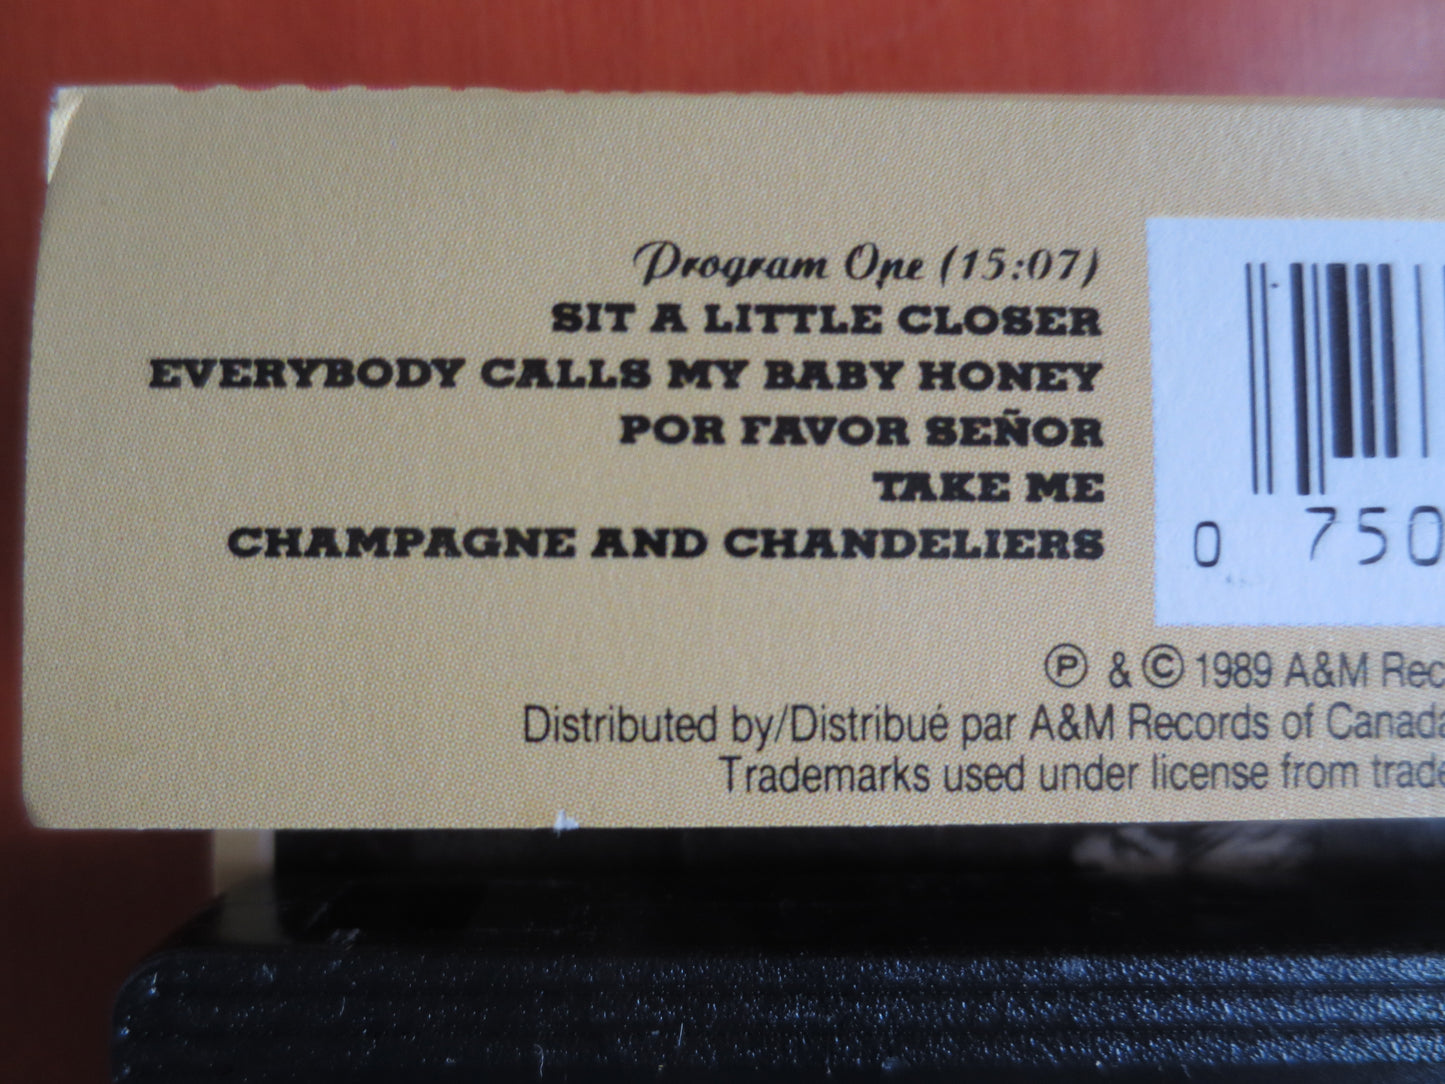 Program One (15:07)
SIT A LITTLE CLOSER
EVERYBODY CALLS MY BABY HONEY
POR FAVOR SEÑOR
TAKE ME
CHAMPAGNE AND CHANDELIERS
0 750
Ⓟ & © 1989 A&M Rec
Distributed by/Distribué par A&M Records of Canada
Trademarks used under license from trade